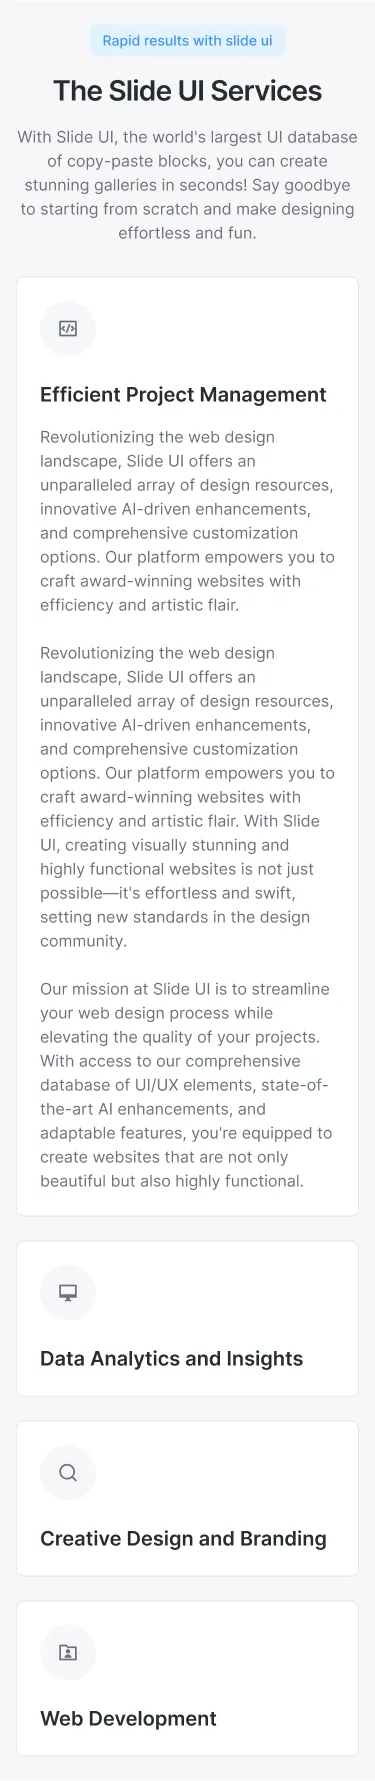 Rapid results with slide ui
The Slide UI Services
With Slide UI, the world's largest UI database
of copy-paste blocks, you can create
stunning galleries in seconds! Say goodbye
to starting from scratch and make designing
effortless and fun.
Efficient Project Management
Revolutionizing the web design
landscape, Slide UI offers an
unparalleled array of design resources,
innovative AI-driven enhancements,
and comprehensive customization
options. Our platform empowers you to
craft award-winning websites with
efficiency and artistic flair.
Revolutionizing the web design
landscape, Slide UI offers an
unparalleled array of design resources,
innovative AI-driven enhancements,
and comprehensive customization
options. Our platform empowers you to
craft award-winning websites with
efficiency and artistic flair. With Slide
UI, creating visually stunning and
highly functional websites is not just
possible—it's effortless and swift,
setting new standards in the design
community.
Our mission at Slide UI is to streamline
your web design process while
elevating the quality of your projects.
With access to our comprehensive
database of UI/UX elements, state-of-
the-art AI enhancements, and
adaptable features, you're equipped to
create websites that are not only
beautiful but also highly functional.
Data Analytics and Insights
Creative Design and Branding
Web Development